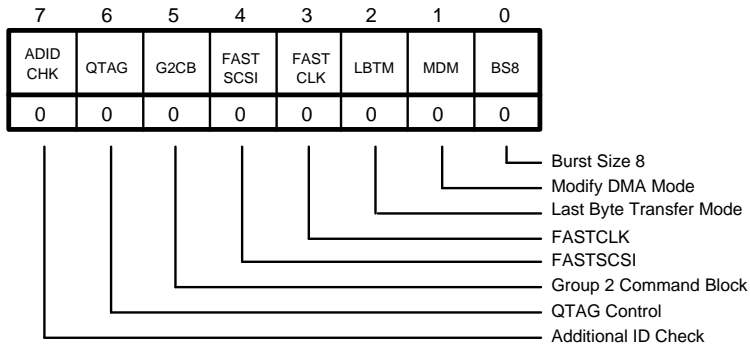 7 6 5 4 3 2 1 0
ADID CHK QTAG G2CB FAST SCSI FAST CLK LBTM MDM BS8
0 0 0 0 0 0 0 0
Burst Size 8
Modify DMA Mode
Last Byte Transfer Mode
FASTCLK
FASTSCSI
Group 2 Command Block
QTAG Control
Additional ID Check